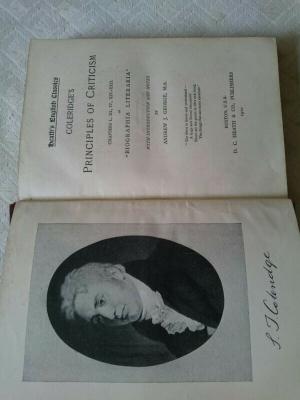 Heath's English Classics
COLERIDGE'S
PRINCIPLES OF CRITICISM
CHAPTERS I., III., IV., XIV.-XXII.
OF
"BIOGRAPHIA LITERARIA"
WITH INTRODUCTION AND NOTES
BY
ANDREW J. GEORGE, M.A.
BOSTON, U.S.A.
D. C. HEATH & CO., PUBLISHERS
S. T. Coleridge